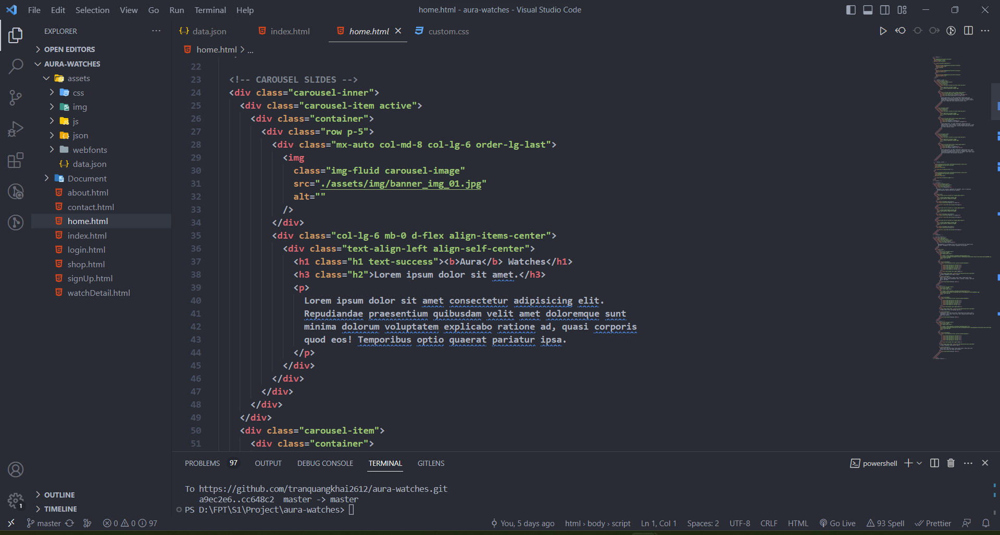 File Edit Selection View Go Run Terminal Help
home.html - aura-watches - Visual Studio Code
EXPLORER
OPEN EDITORS
AURA-WATCHES
assets
css
img
js
json
webfonts
data.json
Document
about.html
contact.html
home.html
index.html
login.html
shop.html
signUp.html
watchDetail.html
OUTLINE
TIMELINE
1
data.json index.html home.html custom.css
home.html > ...
22
23 <!-- CAROUSEL SLIDES -->
24 <div class="carousel-inner">
25 <div class="carousel-item active">
26 <div class="container">
27 <div class="row p-5">
28 <div class="mx-auto col-md-8 col-lg-6 order-lg-last">
29 <img
30 class="img-fluid carousel-image"
31 src="./assets/img/banner_img_01.jpg"
32 alt=""
33 />
34 </div>
35 <div class="col-lg-6 mb-0 d-flex align-items-center">
36 <div class="text-align-left align-self-center">
37 <h1 class="h1 text-success"><b>Aura</b> Watches</h1>
38 <h3 class="h2">Lorem ipsum dolor sit amet.</h3>
39 <p>
40 Lorem ipsum dolor sit amet consectetur adipisicing elit.
41 Repudiandae praesentium quibusdam velit amet doloremque sunt
42 minima dolorum voluptatem explicabo ratione ad, quasi corporis
43 quod eos! Temporibus optio quaerat pariatur ipsa.
44 </p>
45 </div>
46 </div>
47 </div>
48 </div>
49 </div>
50 <div class="carousel-item">
51 <div class="container">
PROBLEMS 97 OUTPUT DEBUG CONSOLE TERMINAL GITLENS
powershell
To https://github.com/tranquangkhai2612/aura-watches.git
a9ec2e6..cc648c2 master -> master
PS D:\FPT\S1\Project\aura-watches>
master 0 0 97 You, 5 days ago html › body › script Ln 1, Col 1 Spaces: 2 UTF-8 CRLF HTML Go Live 93 Spell Prettier